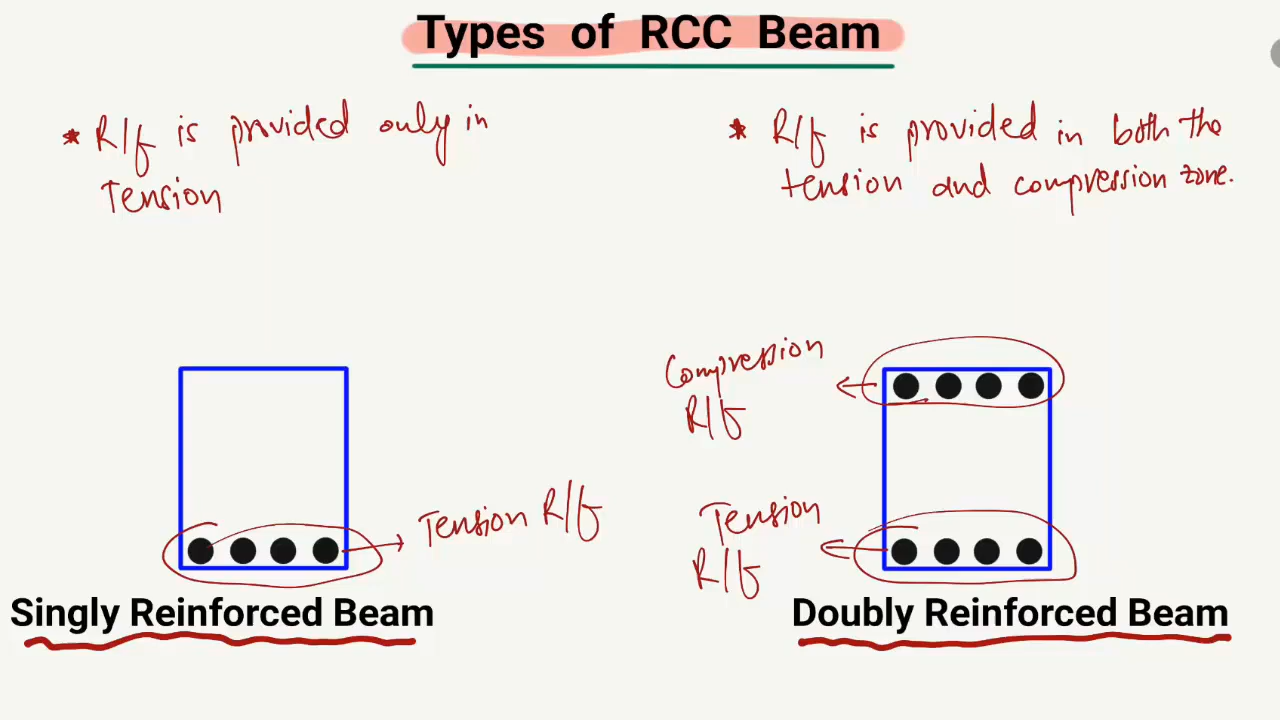 Types of RCC Beam
* R/f is provided only in
Tension
* R/f is provided in both the
tension and compression zone.
Compression
R/f
Tension R/f
Tension
R/f
Singly Reinforced Beam
Doubly Reinforced Beam